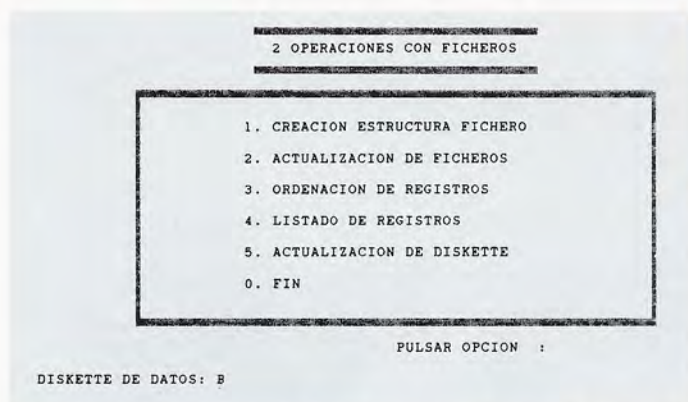 2 OPERACIONES CON FICHEROS
1. CREACION ESTRUCTURA FICHERO
2. ACTUALIZACION DE FICHEROS
3. ORDENACION DE REGISTROS
4. LISTADO DE REGISTROS
5. ACTUALIZACION DE DISKETTE
0. FIN
PULSAR OPCION :
DISKETTE DE DATOS: B